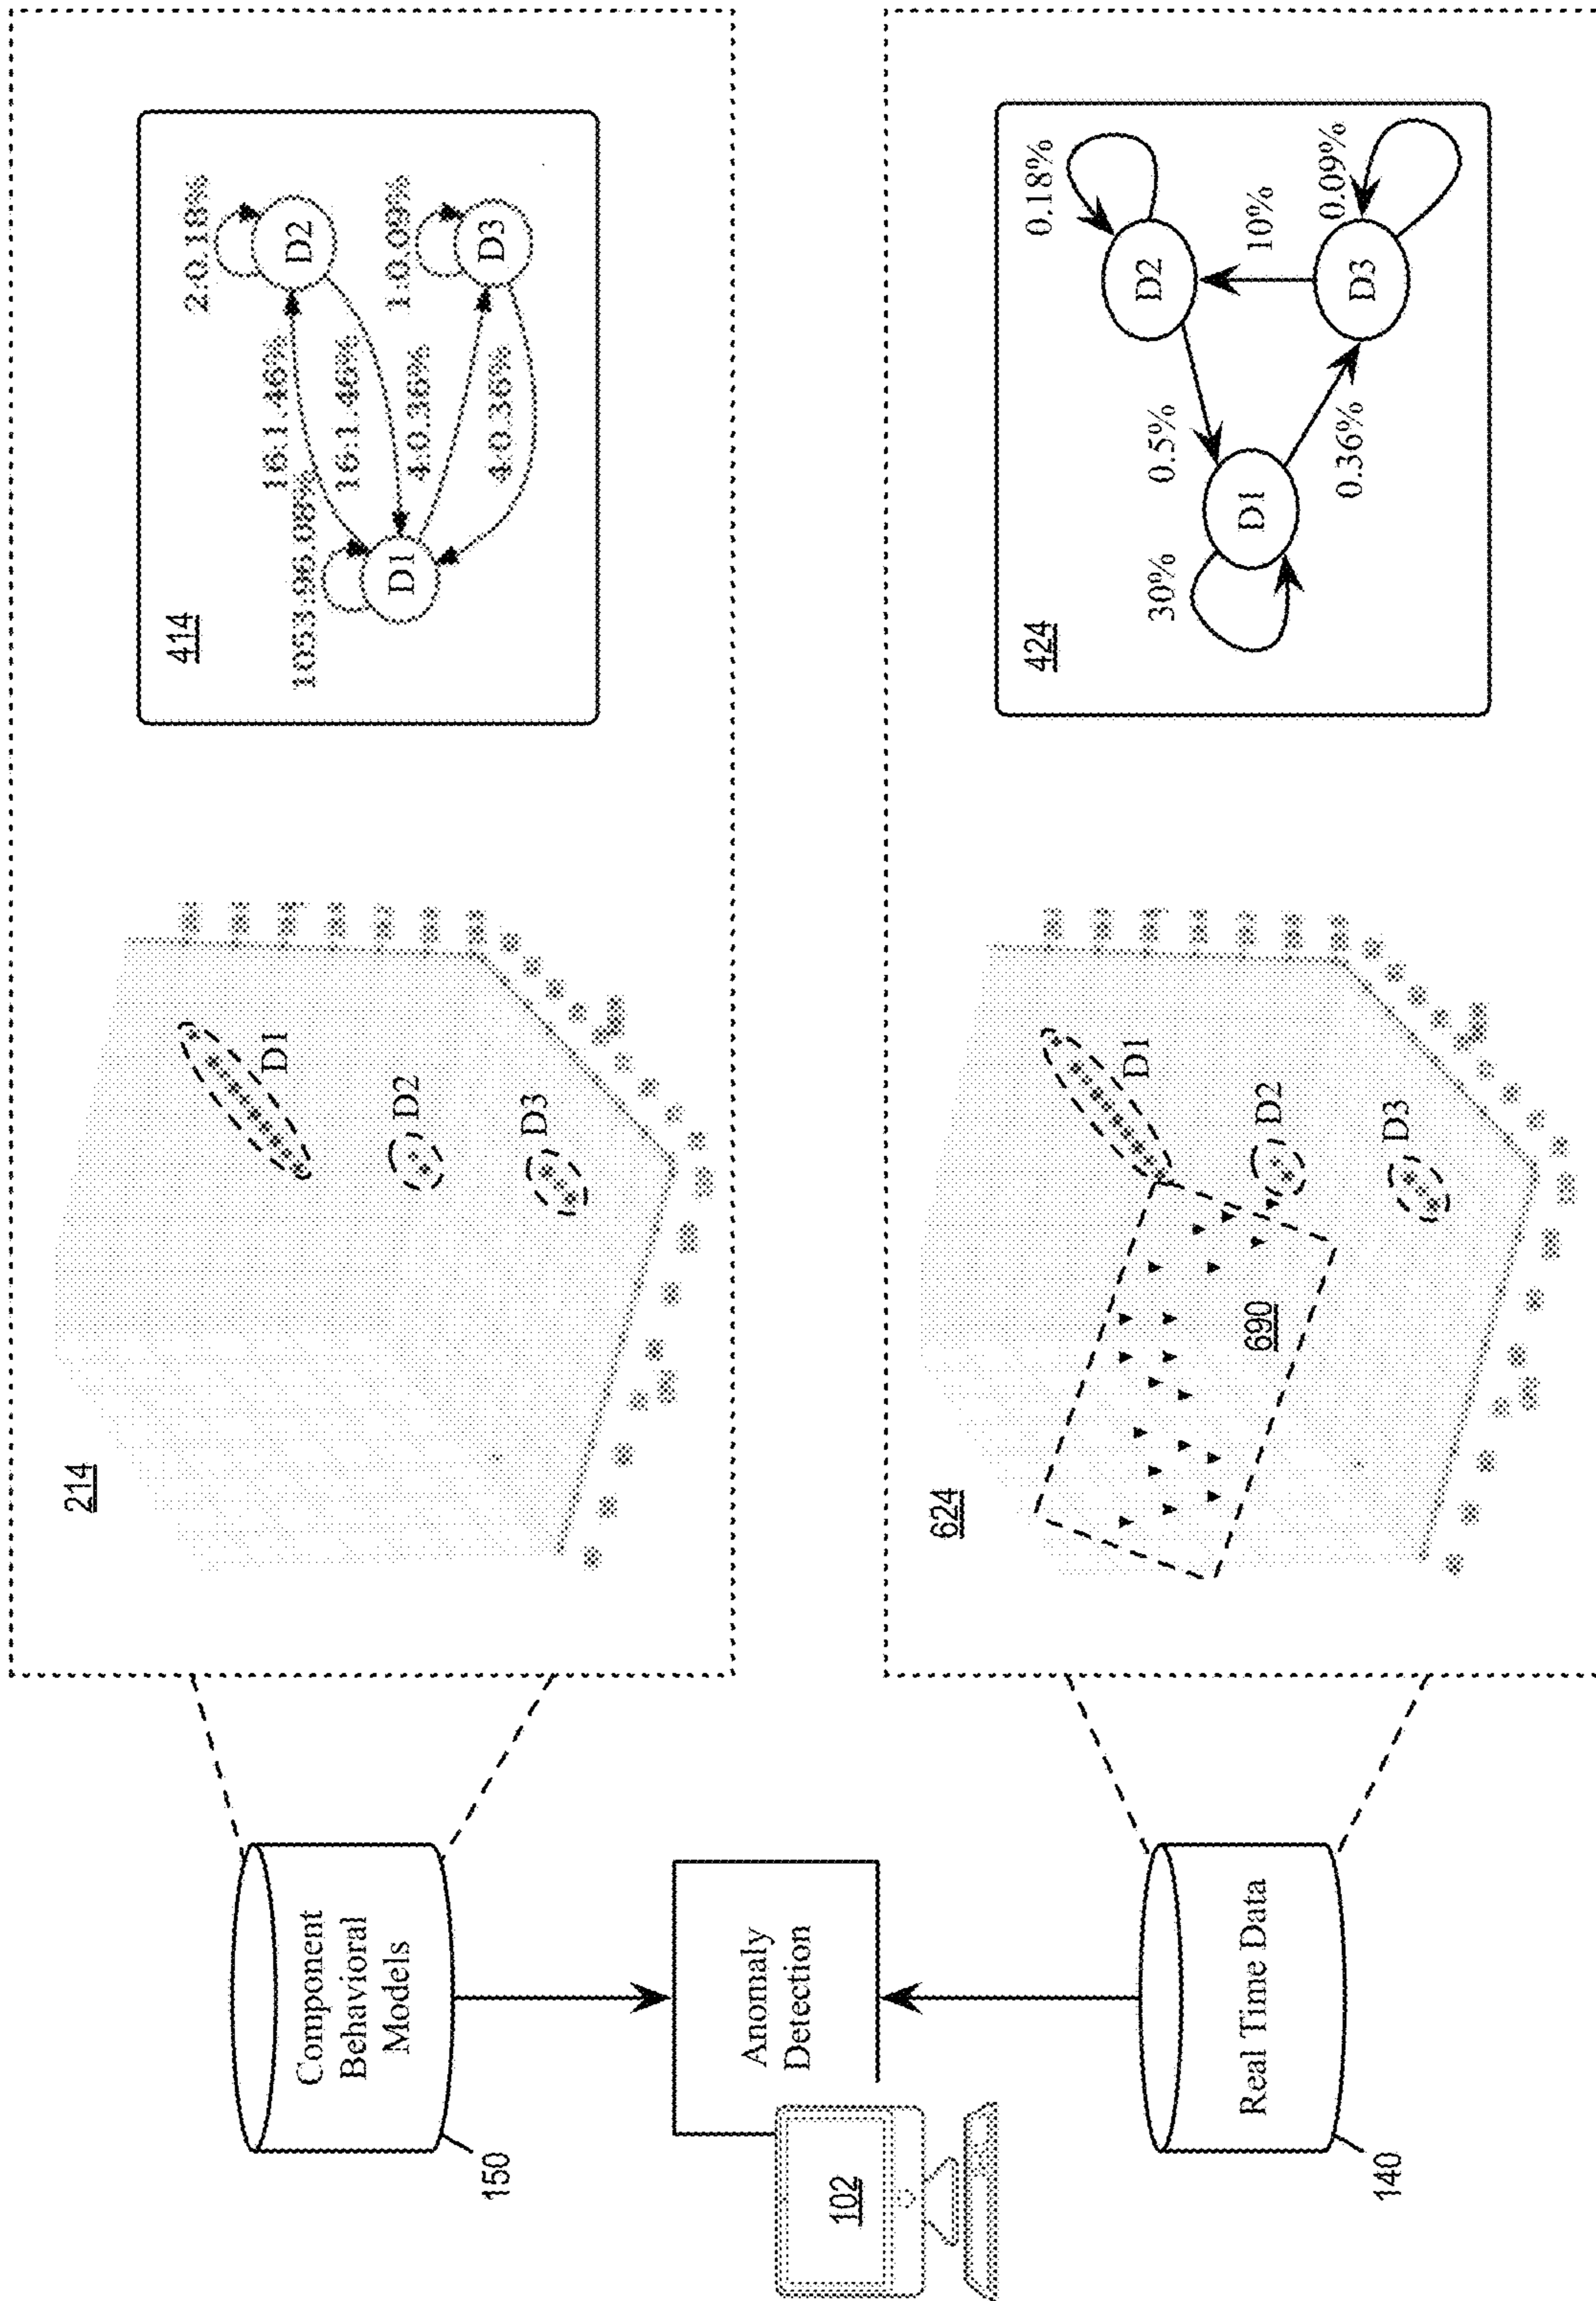 Component
Behavioral
Models
150
214
D1
D2
D3
414
1053:96.08%
16:1.46%
16:1.46%
4:0.36%
4:0.36%
2:0.18%
1:0.09%
D1
D2
D3
102
Anomaly
Detection
Real Time Data
140
624
690
D1
D2
D3
424
30%
0.5%
0.36%
10%
0.18%
0.09%
D1
D2
D3